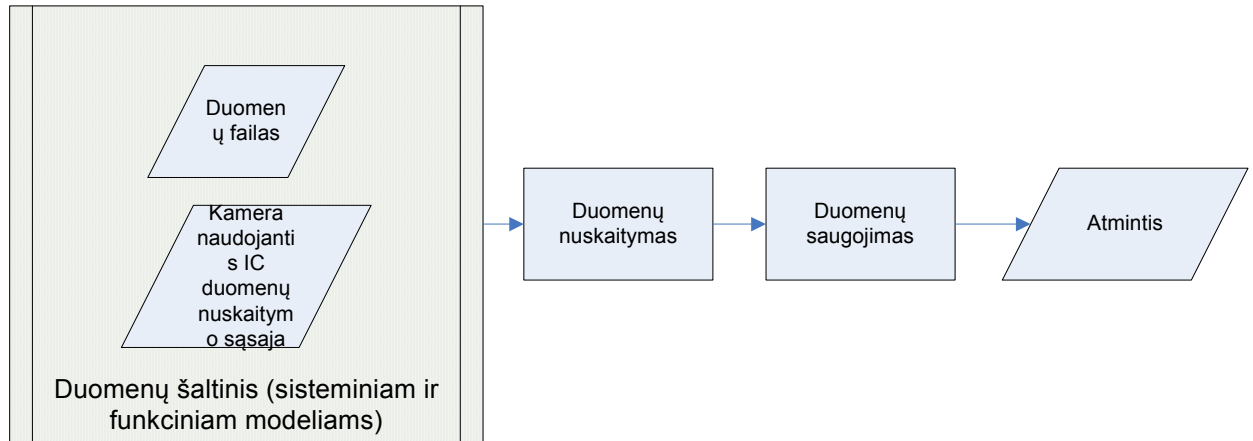 Duomen
ų failas
Kamera
naudojanti
s IC
duomenų
nuskaitym
o sąsaja
Duomenų šaltinis (sisteminiam ir
funkciniam modeliams)
Duomenų
nuskaitymas
Duomenų
saugojimas
Atmintis